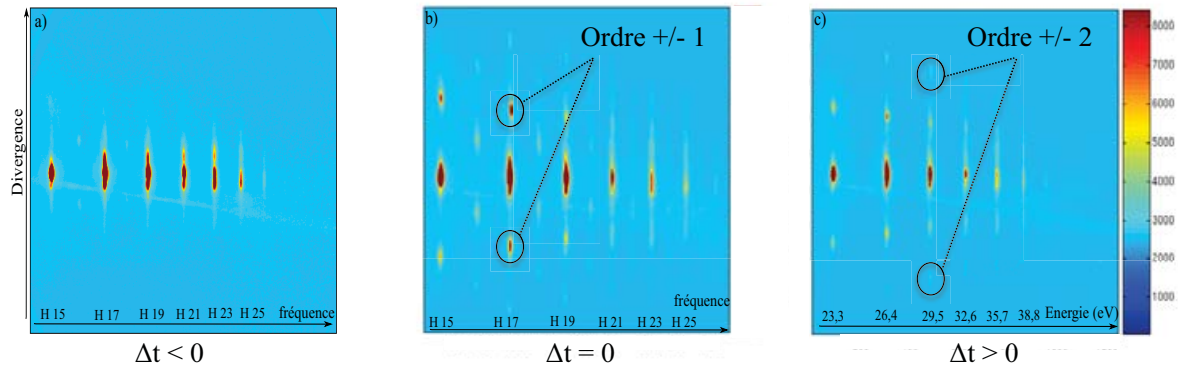 a)
Divergence
H 15 H 17 H 19 H 21 H 23 H 25 fréquence
Δt < 0
b)
Ordre +/- 1
fréquence
H 15 H 17 H 19 H 21 H 23 H 25
Δt = 0
c)
Ordre +/- 2
Energie (eV)
23,3 26,4 29,5 32,6 35,7 38,8
Δt > 0
8000
7000
6000
5000
4000
3000
2000
1000